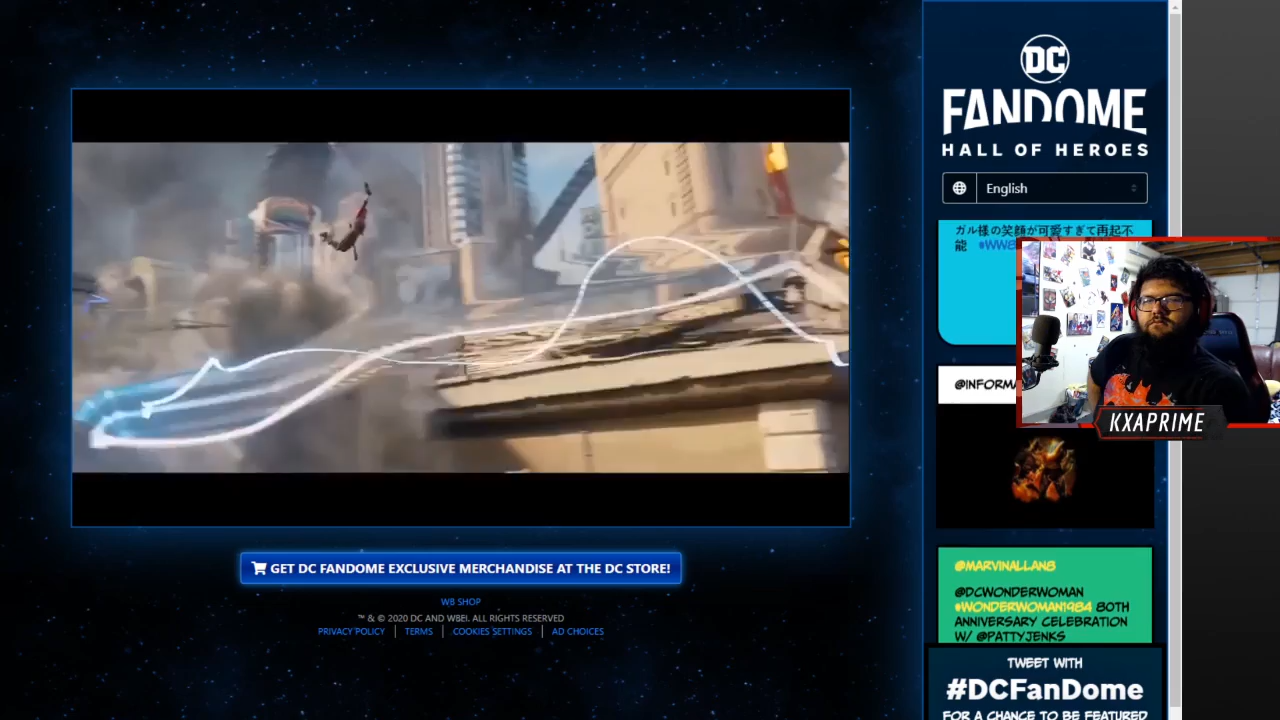 DC
FANDOME
HALL OF HEROES
English
ガル様の笑顔が可愛すぎて再起不
能 #WW8
@INFORMA
KXAPRIME
GET DC FANDOME EXCLUSIVE MERCHANDISE AT THE DC STORE!
WB SHOP
™ & © 2020 DC AND WBEI. ALL RIGHTS RESERVED
PRIVACY POLICY TERMS COOKIES SETTINGS AD CHOICES
@MARVINALLAN8
@DCWONDERWOMAN
#WONDERWOMAN1984 80TH
ANNIVERSARY CELEBRATION
W/ @PATTYJENKS
TWEET WITH
#DCFanDome
FOR A CHANCE TO BE FEATURED